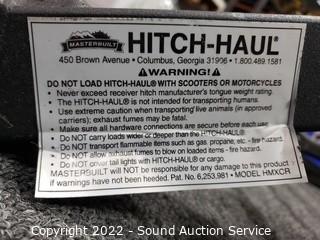 MASTERBUILT
HITCH-HAUL®
450 Brown Avenue • Columbus, Georgia 31906 • 1.800.489.1581
WARNING!
DO NOT LOAD HITCH-HAUL® WITH SCOOTERS OR MOTORCYCLES
• Never exceed receiver hitch manufacturer's tongue weight rating.
• The HITCH-HAUL® is not intended for transporting humans.
• Use extreme caution when transporting live animals (in approved
carriers); exhaust fumes may be fatal.
• Make sure all hardware connections are secure before each use.
• Do NOT carry loads wider or deeper than the HITCH-HAUL®.
• Do NOT transport flammable items such as gas, propane, etc. - fire hazard.
• Do NOT allow exhaust fumes to blow on loaded items - fire hazard.
• Do NOT cover tail lights with HITCH-HAUL® or cargo.
MASTERBUILT will NOT be responsible for any damage to this product
if warnings have not been heeded. Pat. No. 6,253,981 • MODEL HMXCR
Copyright 2022 - Sound Auction Service